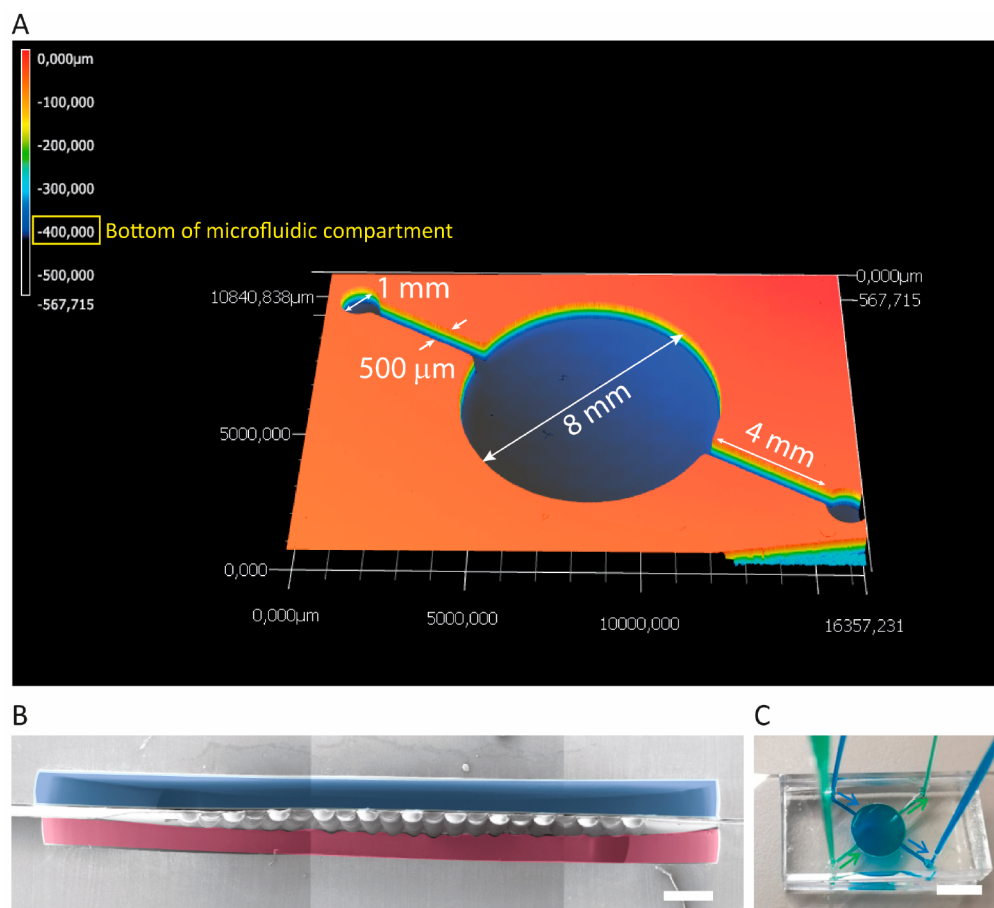 A
0,000µm
-100,000
-200,000
-300,000
-400,000
Bottom of microfluidic compartment
-500,000
-567,715
0,000µm
567,715
10840,838µm
1 mm
500 µm
8 mm
5000,000
4 mm
0,000
0,000µm
5000,000
10000,000
16357,231
B
C